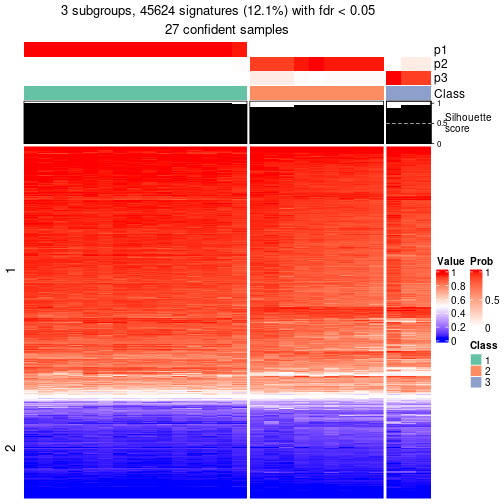 3 subgroups, 45624 signatures (12.1%) with fdr < 0.05
27 confident samples
p1
p2
p3
Class
1
0.5
0
Silhouette
score
1
2
Value
1
0.8
0.6
0.4
0.2
0
Prob
1
0.5
0
Class
1
2
3